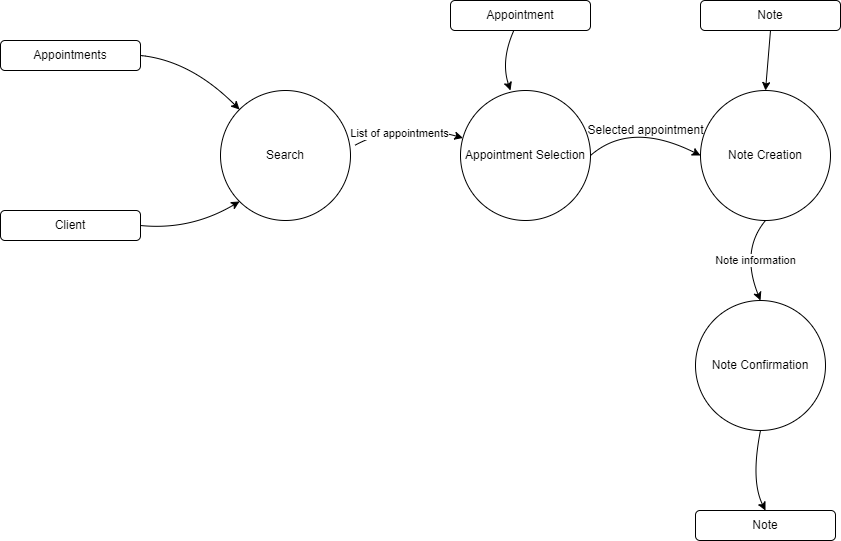 Appointment
Note
Appointments
Search
List of appointments
Appointment Selection
Selected appointment
Note Creation
Client
Note information
Note Confirmation
Note